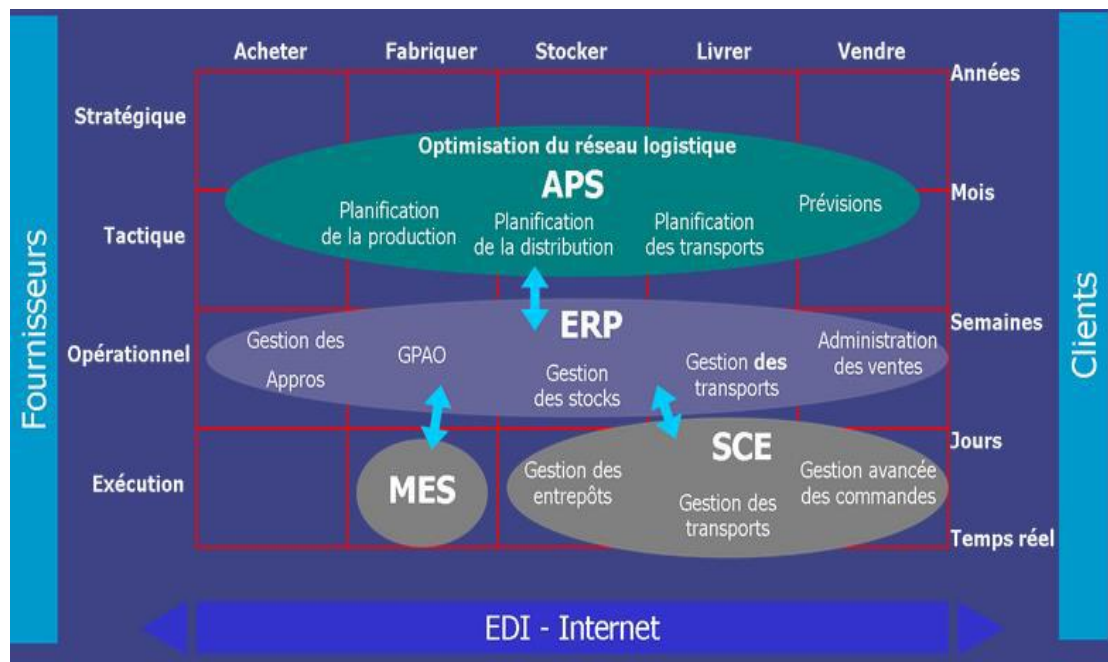 Acheter
Fabriquer
Stocker
Livrer
Vendre
Années
Stratégique
Optimisation du réseau logistique
APS
Mois
Planification
de la production
Planification
de la distribution
Planification
des transports
Prévisions
Tactique
Fournisseurs
Clients
Semaines
ERP
Opérationnel
Gestion des
Appros
GPAO
Gestion
des stocks
Gestion des
transports
Administration
des ventes
Jours
Exécution
MES
SCE
Gestion des
entrepôts
Gestion des
transports
Gestion avancée
des commandes
Temps réel
EDI - Internet